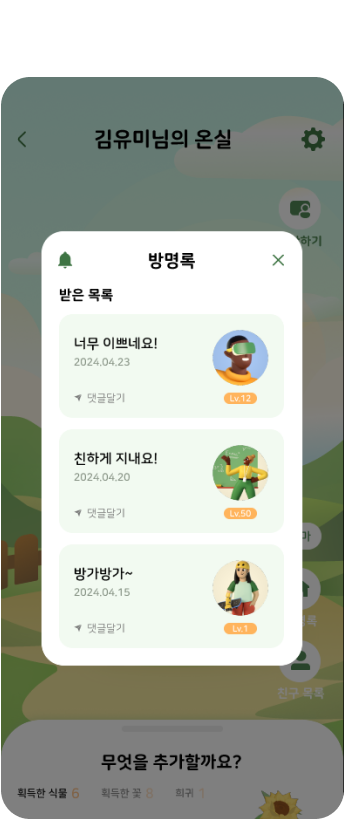 김유미님의 온실
하기
방명록
받은 목록
너무 이쁘네요!
2024.04.23
댓글달기
Lv.12
친하게 지내요!
2024.04.20
댓글달기
Lv.50
방가방가~
2024.04.15
댓글달기
Lv.1
마
록
친구 목록
무엇을 추가할까요?
획득한 식물 6 획득한 꽃 8 희귀 1